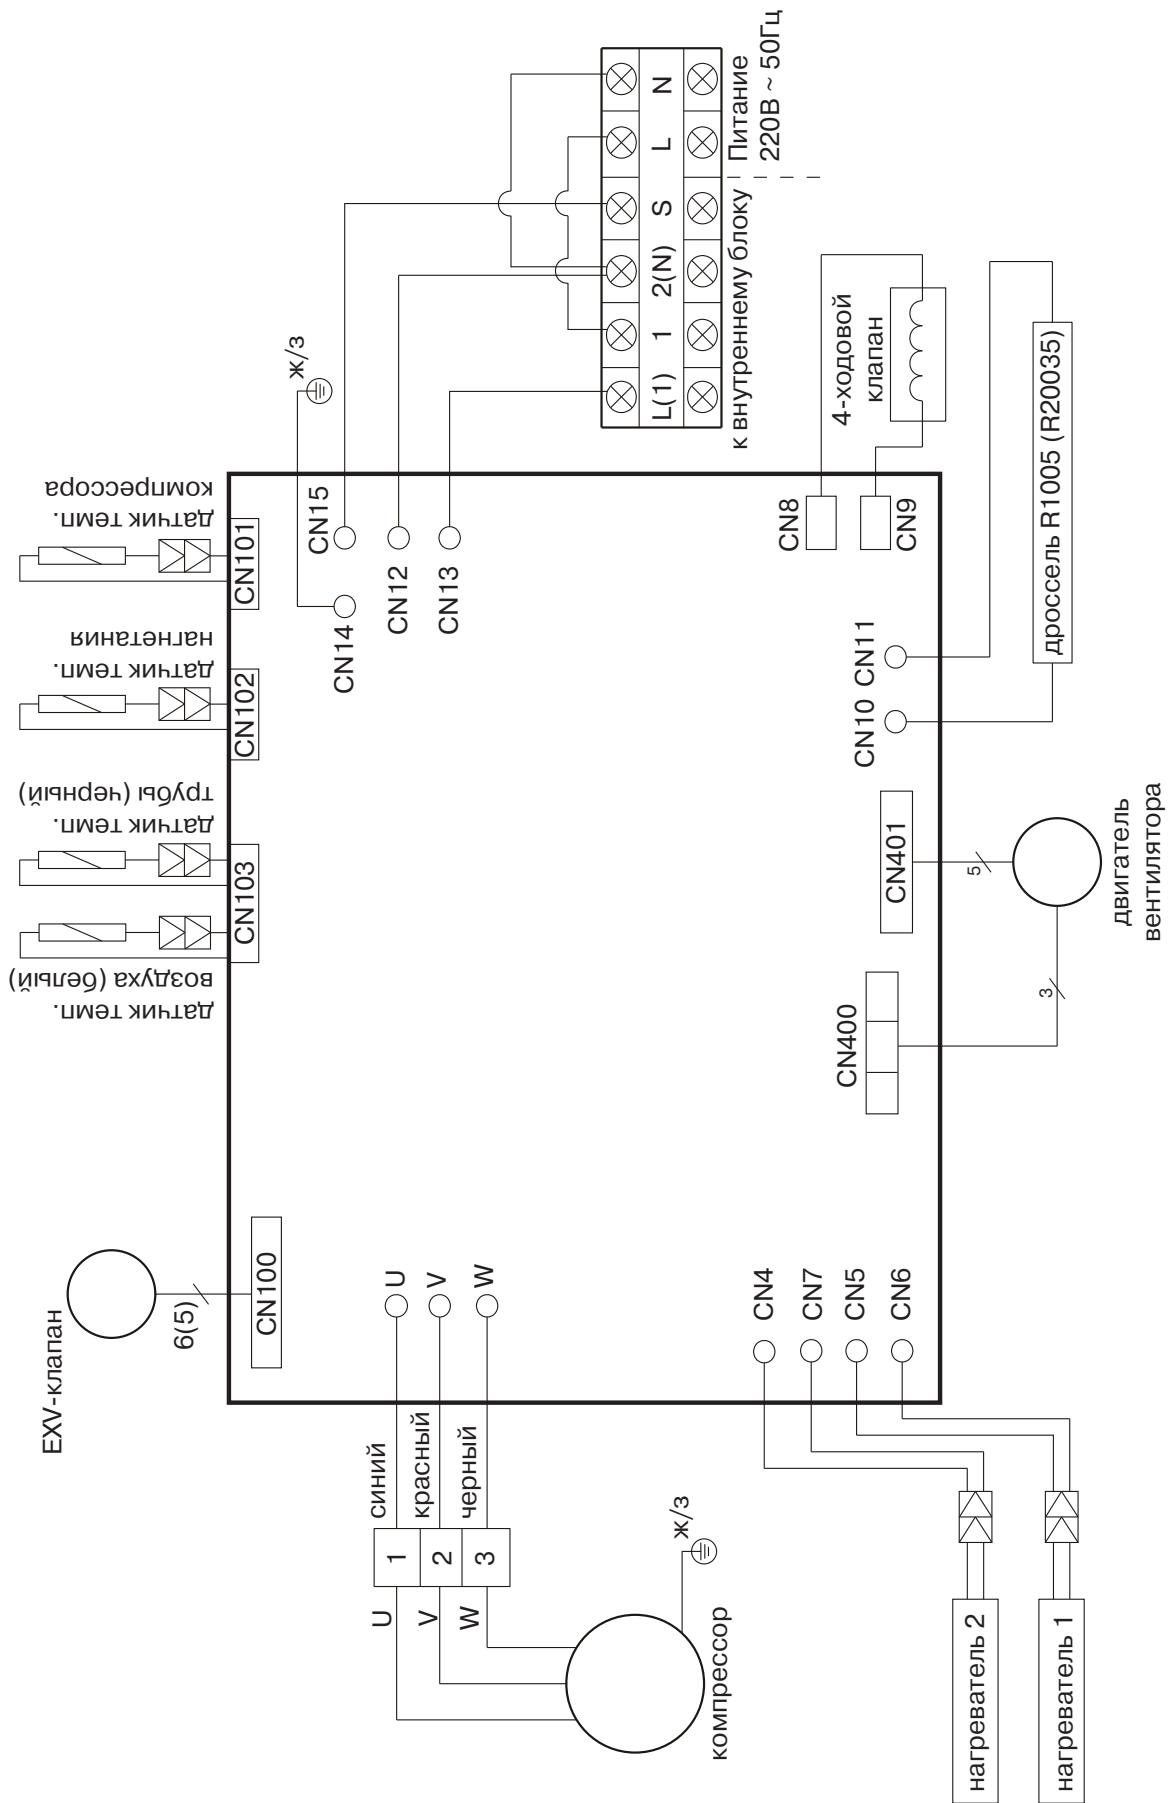 EXV-клапан
6(5)
CN100
датчик темп.
воздуха (белый)
датчик темп.
трубы (черный)
CN103
датчик темп.
нагнетания
CN102
датчик темп.
компрессора
CN101
компрессор
ж/з
U
V
W
1
2
3
синий
красный
черный
U
V
W
CN14
CN15
CN12
CN13
ж/з
L(1)
1
2(N)
S
L
N
к внутреннему блоку
Питание
220В ~ 50Гц
нагреватель 2
нагреватель 1
CN4
CN7
CN5
CN6
CN400
3
CN401
5
двигатель
вентилятора
CN10
CN11
дроссель R1005 (R20035)
CN8
CN9
4-ходовой
клапан